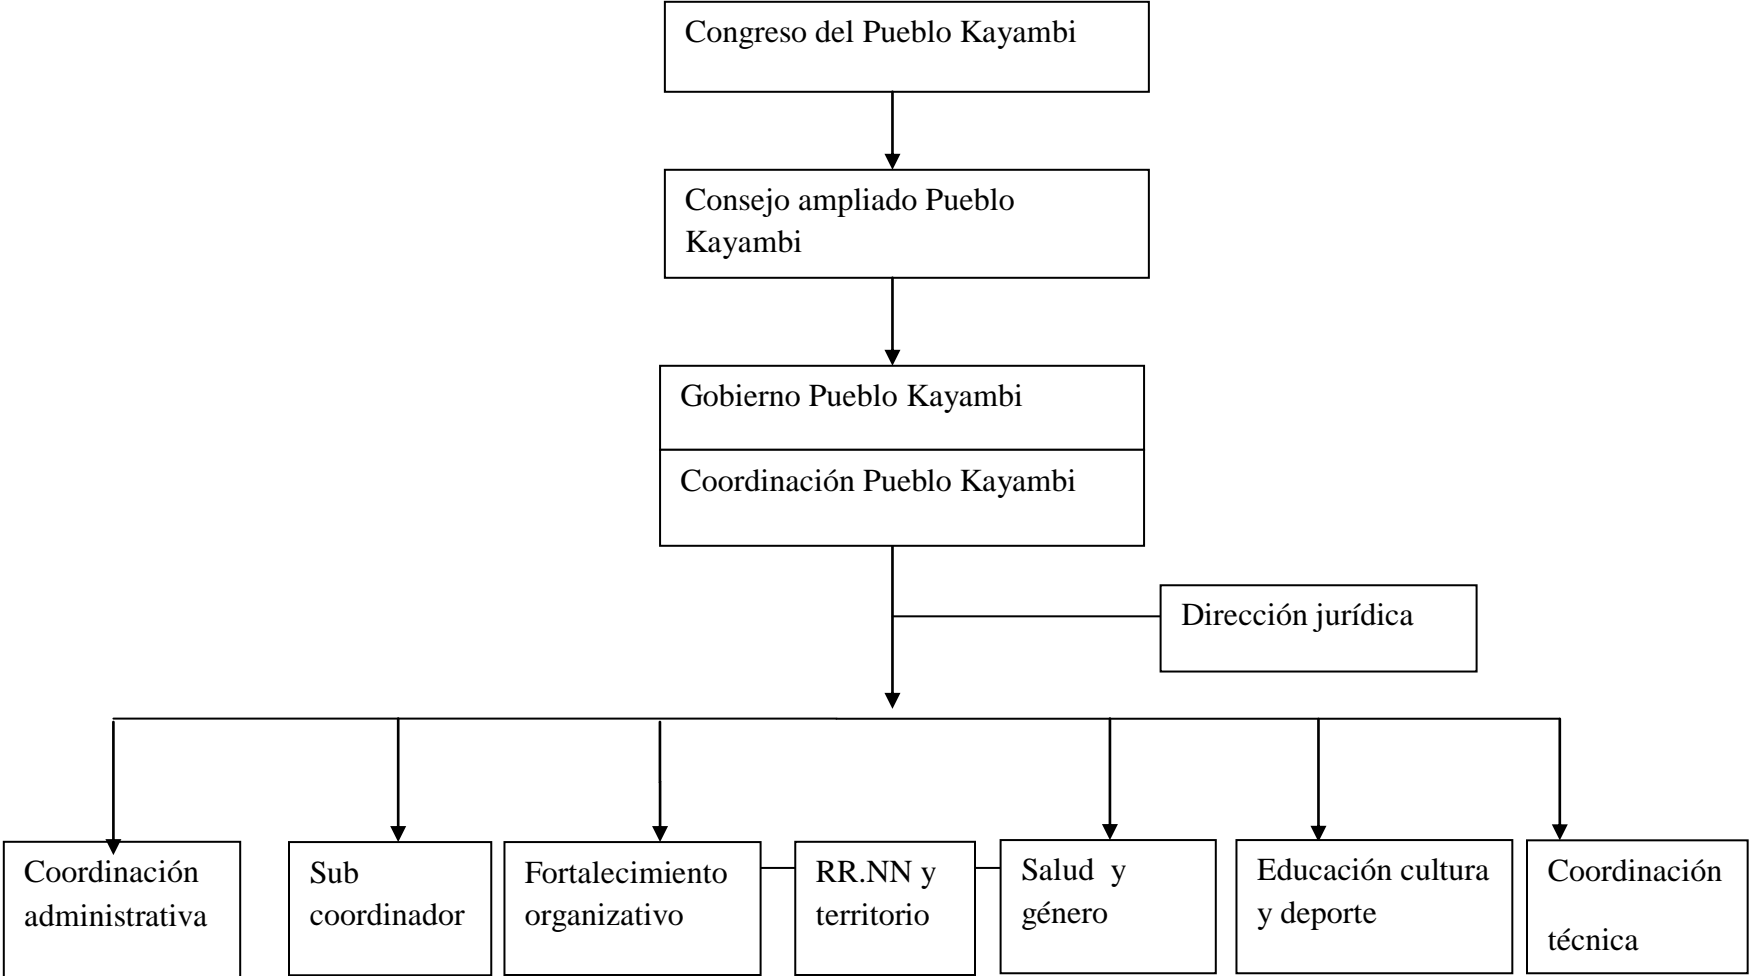 Congreso del Pueblo Kayambi
Consejo ampliado Pueblo
Kayambi
Gobierno Pueblo Kayambi
Coordinación Pueblo Kayambi
Dirección jurídica
Coordinación
administrativa
Sub
coordinador
Fortalecimiento
organizativo
RR.NN y
territorio
Salud y
género
Educación cultura
y deporte
Coordinación
técnica